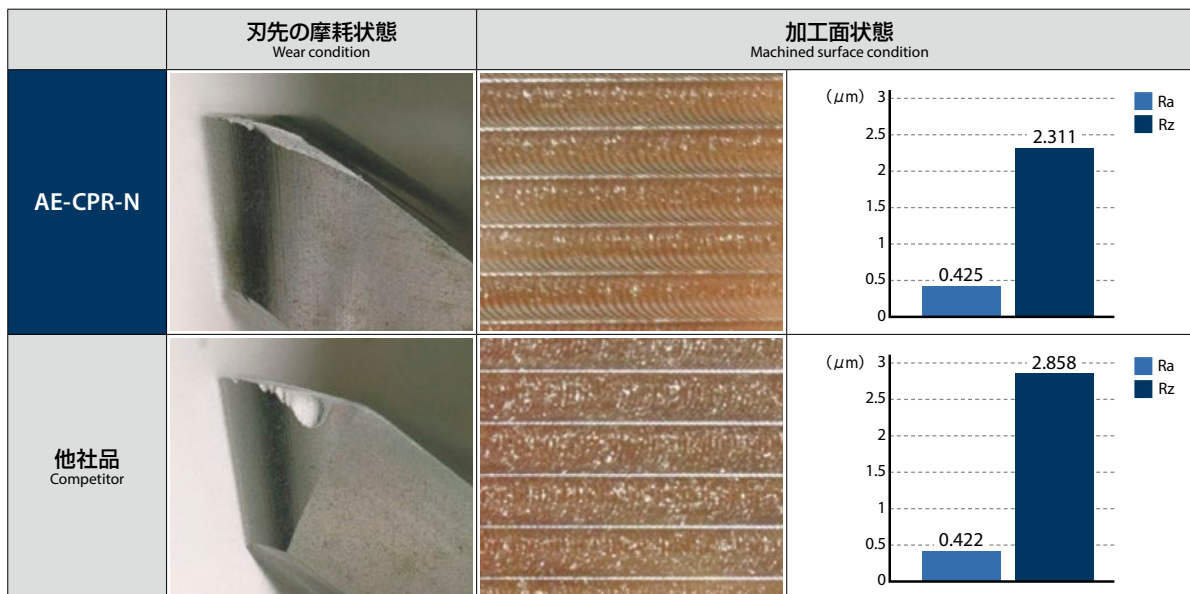 刃先の摩耗状態
Wear condition
加工面状態
Machined surface condition
AE-CPR-N
(μm)
3
2.5
2
1.5
1
0.5
0
0.425
2.311
Ra
Rz
他社品
Competitor
(μm)
3
2.5
2
1.5
1
0.5
0
0.422
2.858
Ra
Rz